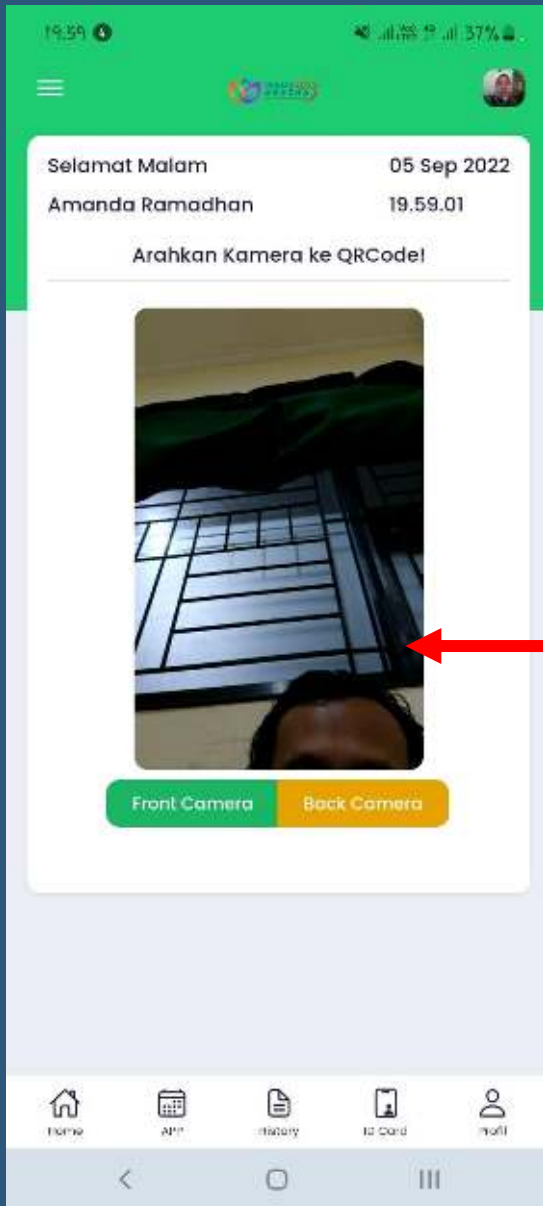 19.59
37%
Selamat Malam 05 Sep 2022
Amanda Ramadhan 19.59.01
Arahkan Kamera ke QRCode!
Front Camera Back Camera
Home APP History ID Card Profil